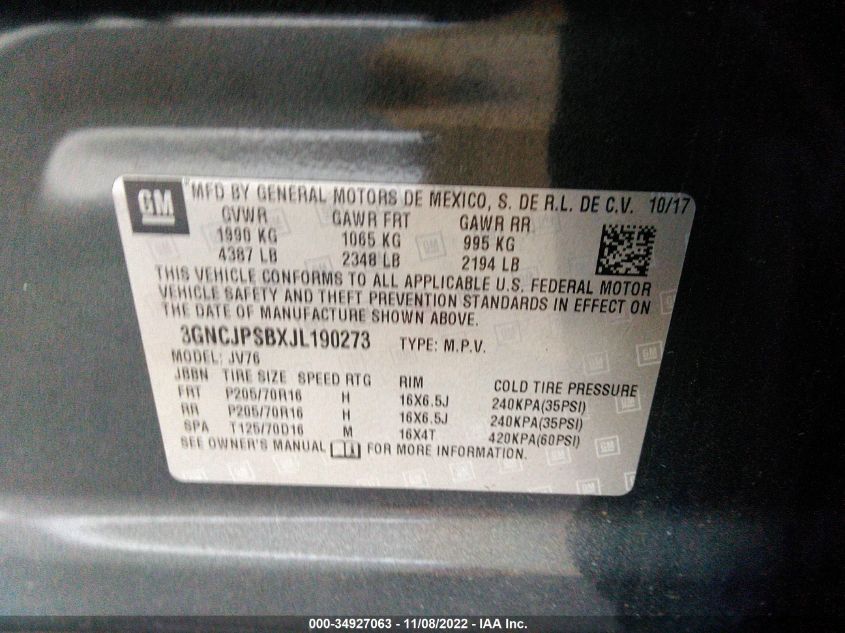 GM MFD BY GENERAL MOTORS DE MEXICO, S. DE R.L. DE C.V. 10/17
GVWR GAWR FRT GAWR RR
1990 KG 1065 KG 995 KG
4387 LB 2348 LB 2194 LB
THIS VEHICLE CONFORMS TO ALL APPLICABLE U.S. FEDERAL MOTOR
VEHICLE SAFETY AND THEFT PREVENTION STANDARDS IN EFFECT ON
THE DATE OF MANUFACTURE SHOWN ABOVE.
3GNCJPSBXJL190273 TYPE: M.P.V.
MODEL: JV76
JBBN TIRE SIZE SPEED RTG RIM COLD TIRE PRESSURE
FRT P205/70R16 H 16X6.5J 240KPA(35PSI)
RR P205/70R16 H 16X6.5J 240KPA(35PSI)
SPA T125/70D16 M 16X4T 420KPA(60PSI)
SEE OWNER'S MANUAL FOR MORE INFORMATION.
000-34927063 — 11/08/2022 — IAA Inc.